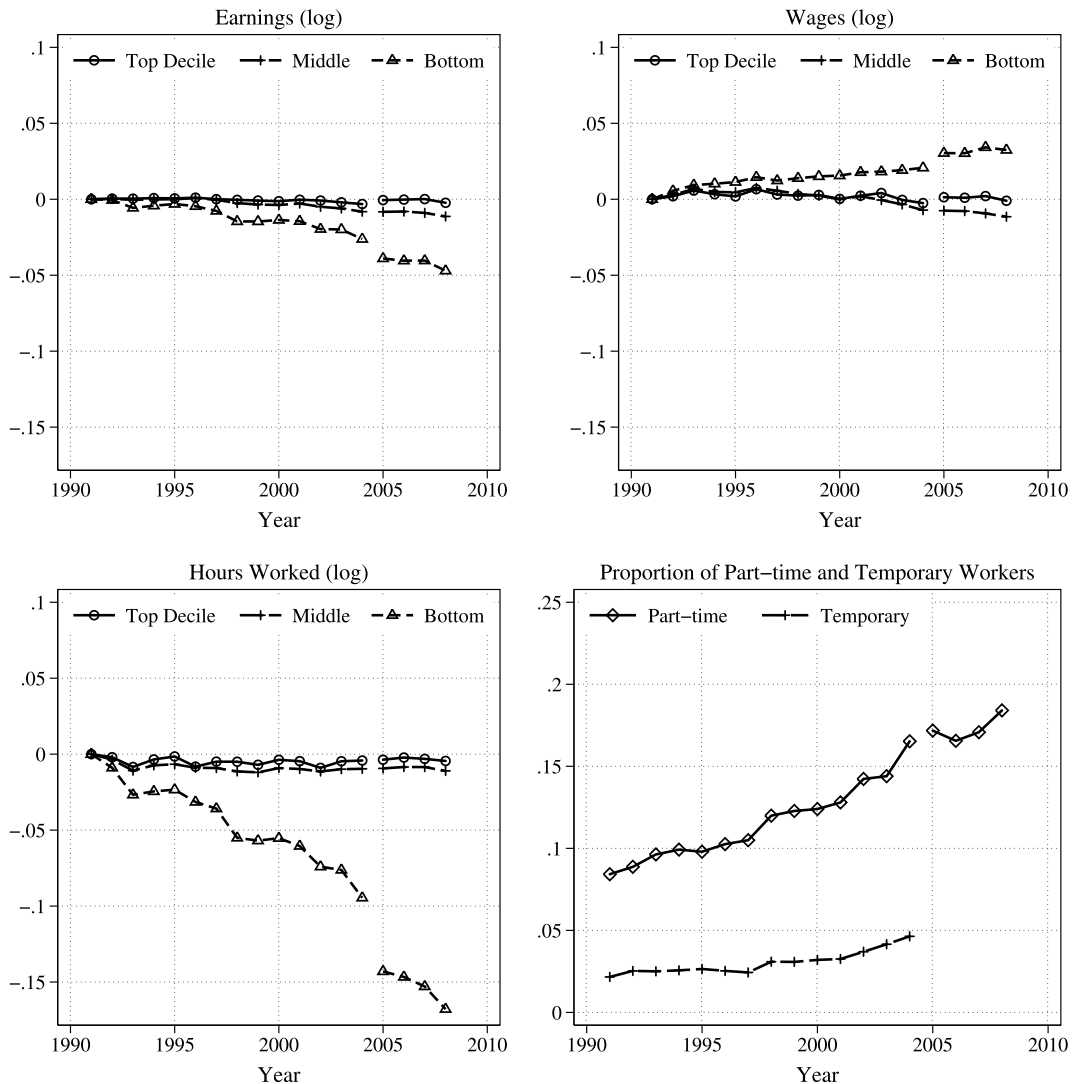 Earnings (log)
Top Decile Middle Bottom
.1
.05
0
−.05
−.1
−.15
1990 1995 2000 2005 2010
Year
Wages (log)
Top Decile Middle Bottom
.1
.05
0
−.05
−.1
−.15
1990 1995 2000 2005 2010
Year
Hours Worked (log)
Top Decile Middle Bottom
.1
.05
0
−.05
−.1
−.15
1990 1995 2000 2005 2010
Year
Proportion of Part−time and Temporary Workers
.25
Part−time Temporary
.2
.15
.1
.05
0
1990 1995 2000 2005 2010
Year